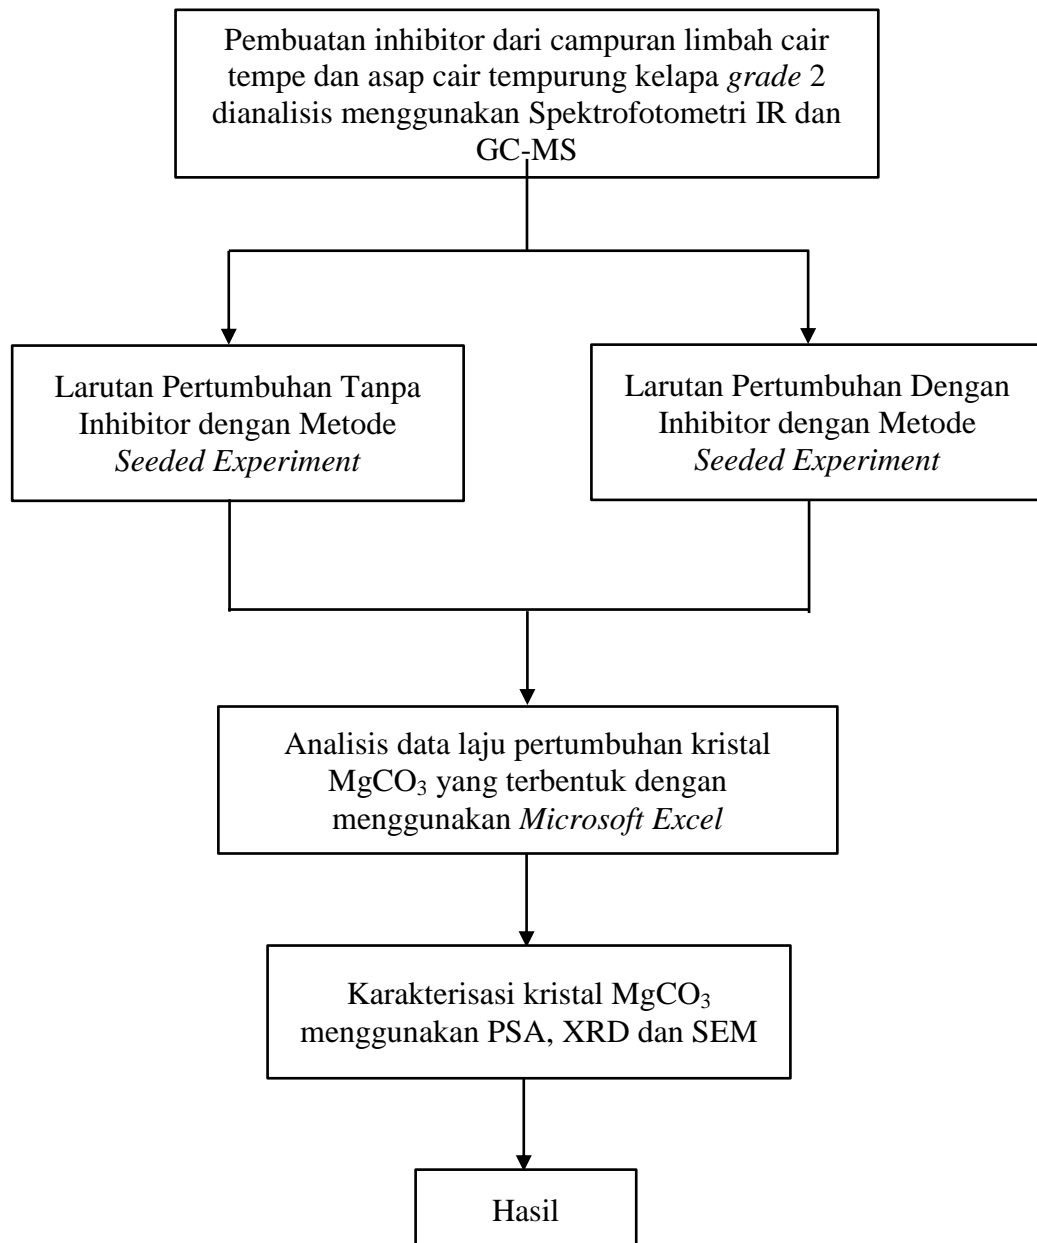 Pembuatan inhibitor dari campuran limbah cair
tempe dan asap cair tempurung kelapa grade 2
dianalisis menggunakan Spektrofotometri IR dan
GC-MS
Larutan Pertumbuhan Tanpa
Inhibitor dengan Metode
Seeded Experiment
Larutan Pertumbuhan Dengan
Inhibitor dengan Metode
Seeded Experiment
Analisis data laju pertumbuhan kristal
MgCO₃ yang terbentuk dengan
menggunakan Microsoft Excel
Karakterisasi kristal MgCO₃
menggunakan PSA, XRD dan SEM
Hasil